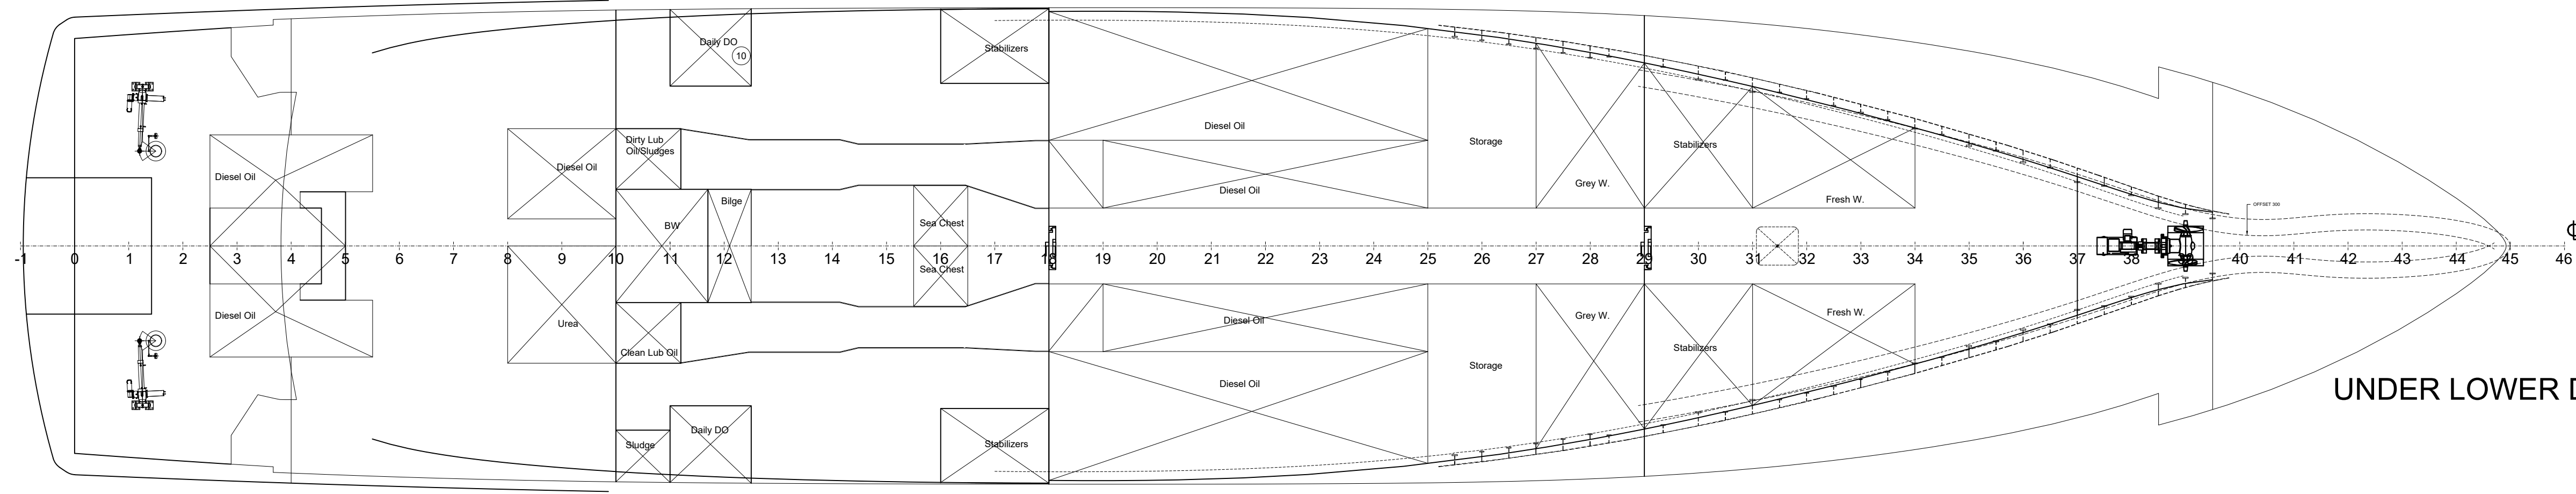 Daily DO
10
Stabilizers
Dirty Lub
Oil/Sludges
Diesel Oil
Diesel Oil
Diesel Oil
Storage
Stabilizers
Diesel Oil
Grey W.
Fresh W.
Bilge
BW
Sea Chest
OFFSET 300
-1 0 1 2 3 4 5 6 7 8 9 10 11 12 13 14 15 16 17 18 19 20 21 22 23 24 25 26 27 28 29 30 31 32 33 34 35 36 37 38 39 40 41 42 43 44 45 46
Sea Chest
Diesel Oil
Urea
Diesel Oil
Grey W.
Fresh W.
Clean Lub Oil
Stabilizers
Storage
Diesel Oil
UNDER LOWER D
Daily DO
Sludge
Stabilizers